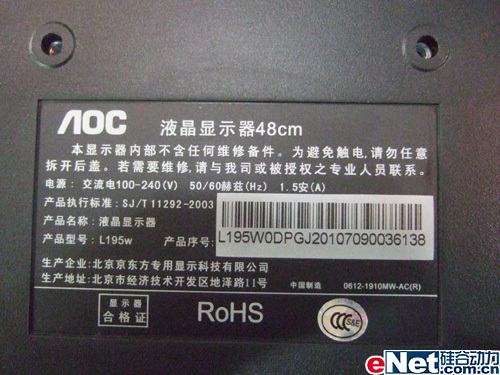 AOC 液晶显示器48cm
本显示器内部不含任何维修备件。为避免触电,请勿任意
拆开后盖。若需要维修,请与我司或被授权之专业人员联系。
电源: 交流电100-240(V) 50/60赫兹(Hz) 1.5安(A)
产品执行标准: SJ/T11292-2003
产品名称: 液晶显示器
产品型号: L195w 产品序号:
L195W0DPGJ20107090036138
生产企业: 北京京东方专用显示科技有限公司
生产地址: 北京市经济技术开发区地泽路11号
中国制造 0612-1910MW-AC(R)
显示器
合格证
RoHS
CCC S&E
eNet 硅谷动力
.com.cn